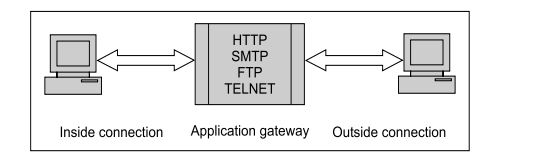 HTTP
SMTP
FTP
TELNET
Inside connection Application gateway Outside connection